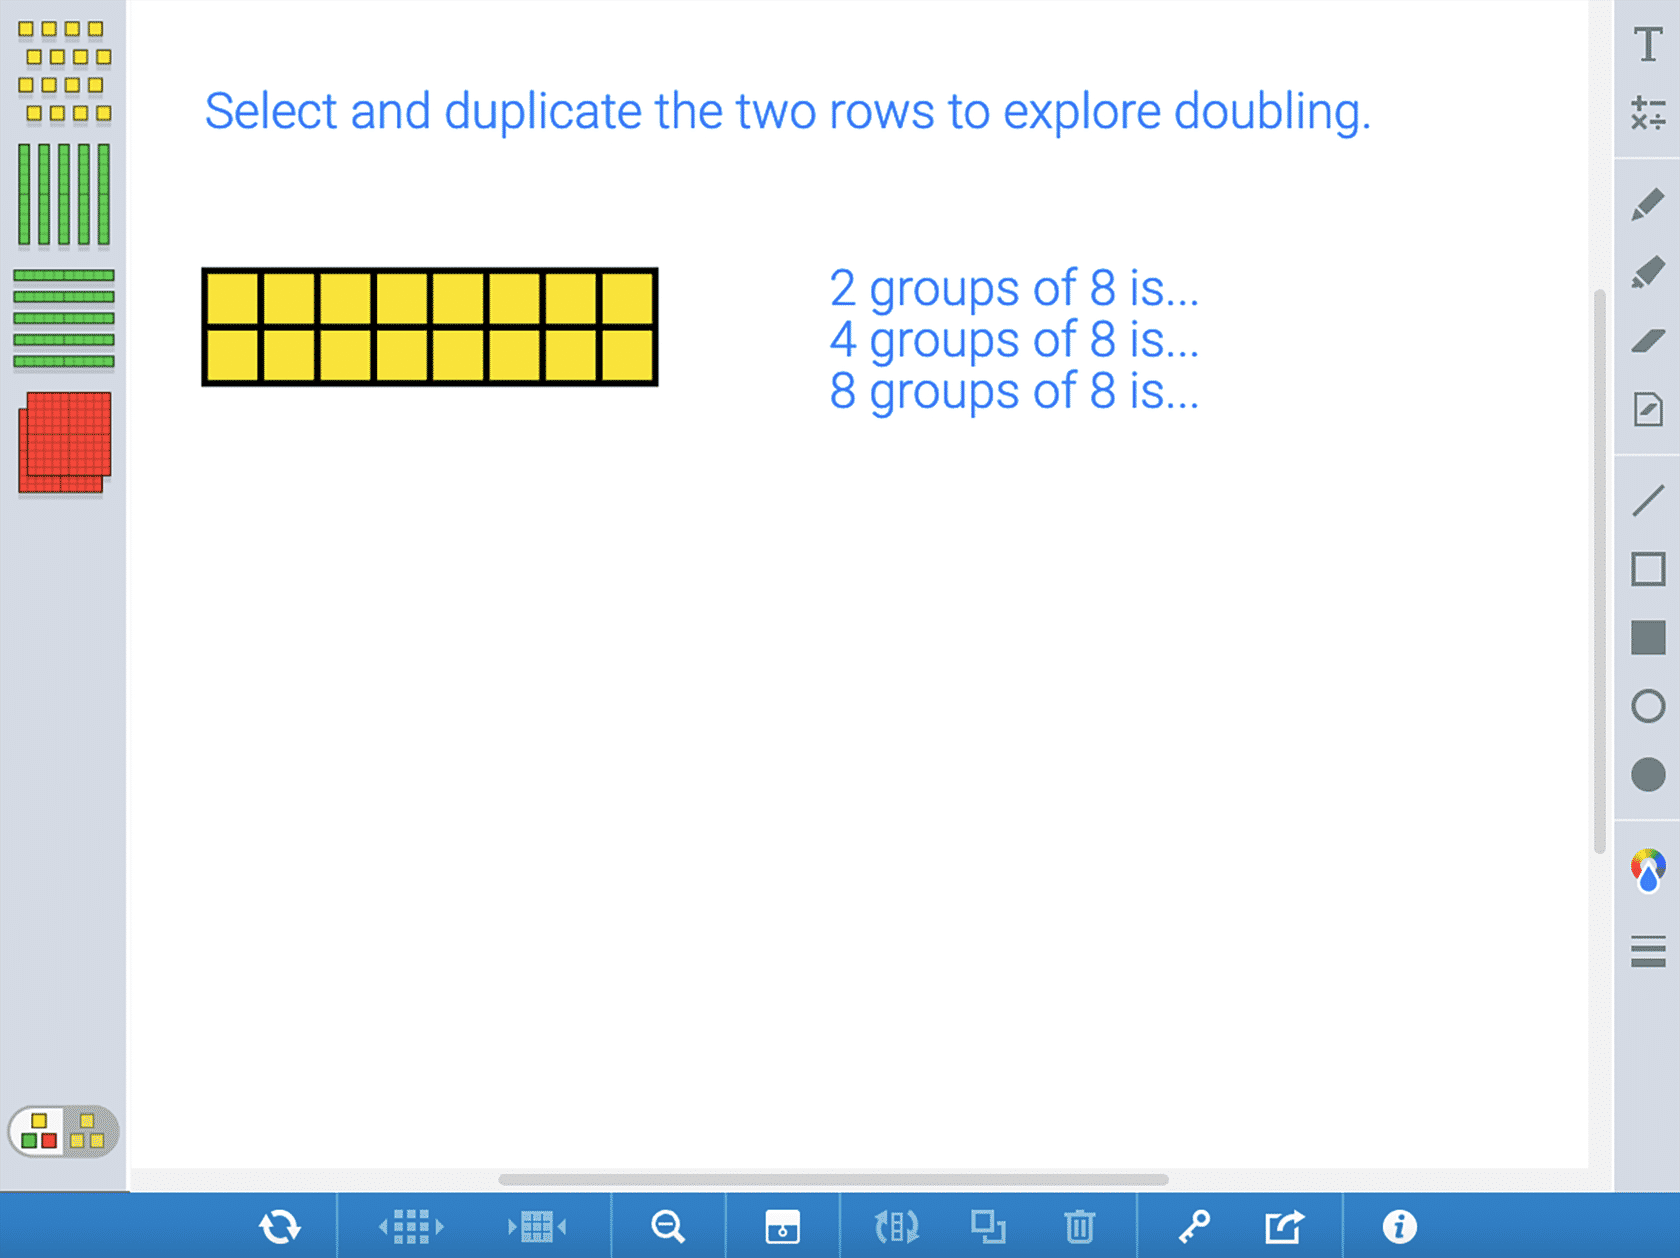 Select and duplicate the two rows to explore doubling.
2 groups of 8 is...
4 groups of 8 is...
8 groups of 8 is...